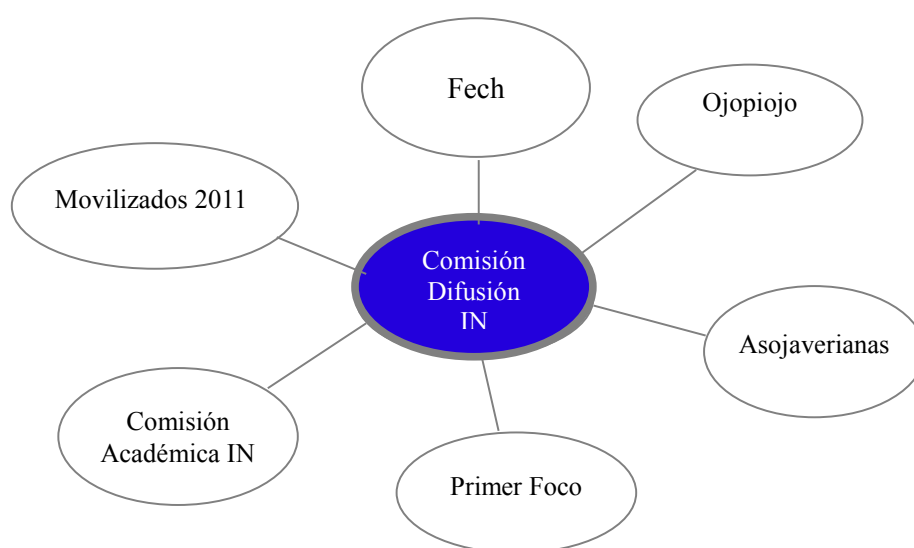 Fech
Ojopiojo
Movilizados 2011
Comisión
Difusión
IN
Asojaverianas
Comisión
Académica IN
Primer Foco